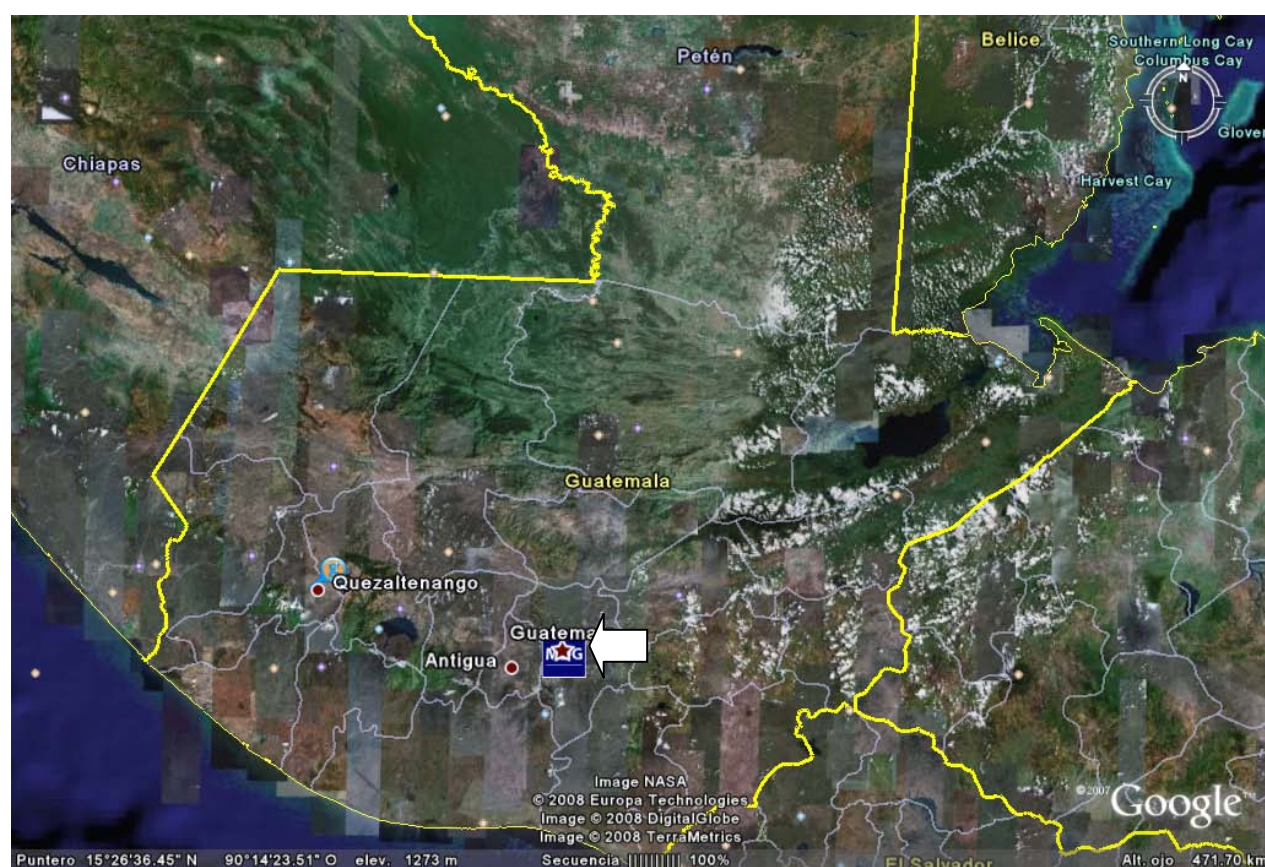 Belice
Southern Long Cay
Columbus Cay
Petén
N
Glover
Chiapas
Harvest Cay
Guatemala
Quezaltenango
Guatema
Antigua
M G
Image NASA
© 2008 Europa Technologies
Image © 2008 DigitalGlobe
Image © 2008 TerraMetrics
©2007 Google™
El Salvador
Puntero 15°26'36.45" N 90°14'23.51" O elev. 1273 m Secuencia |||||||||| 100% Alt. ojo 471.70 km